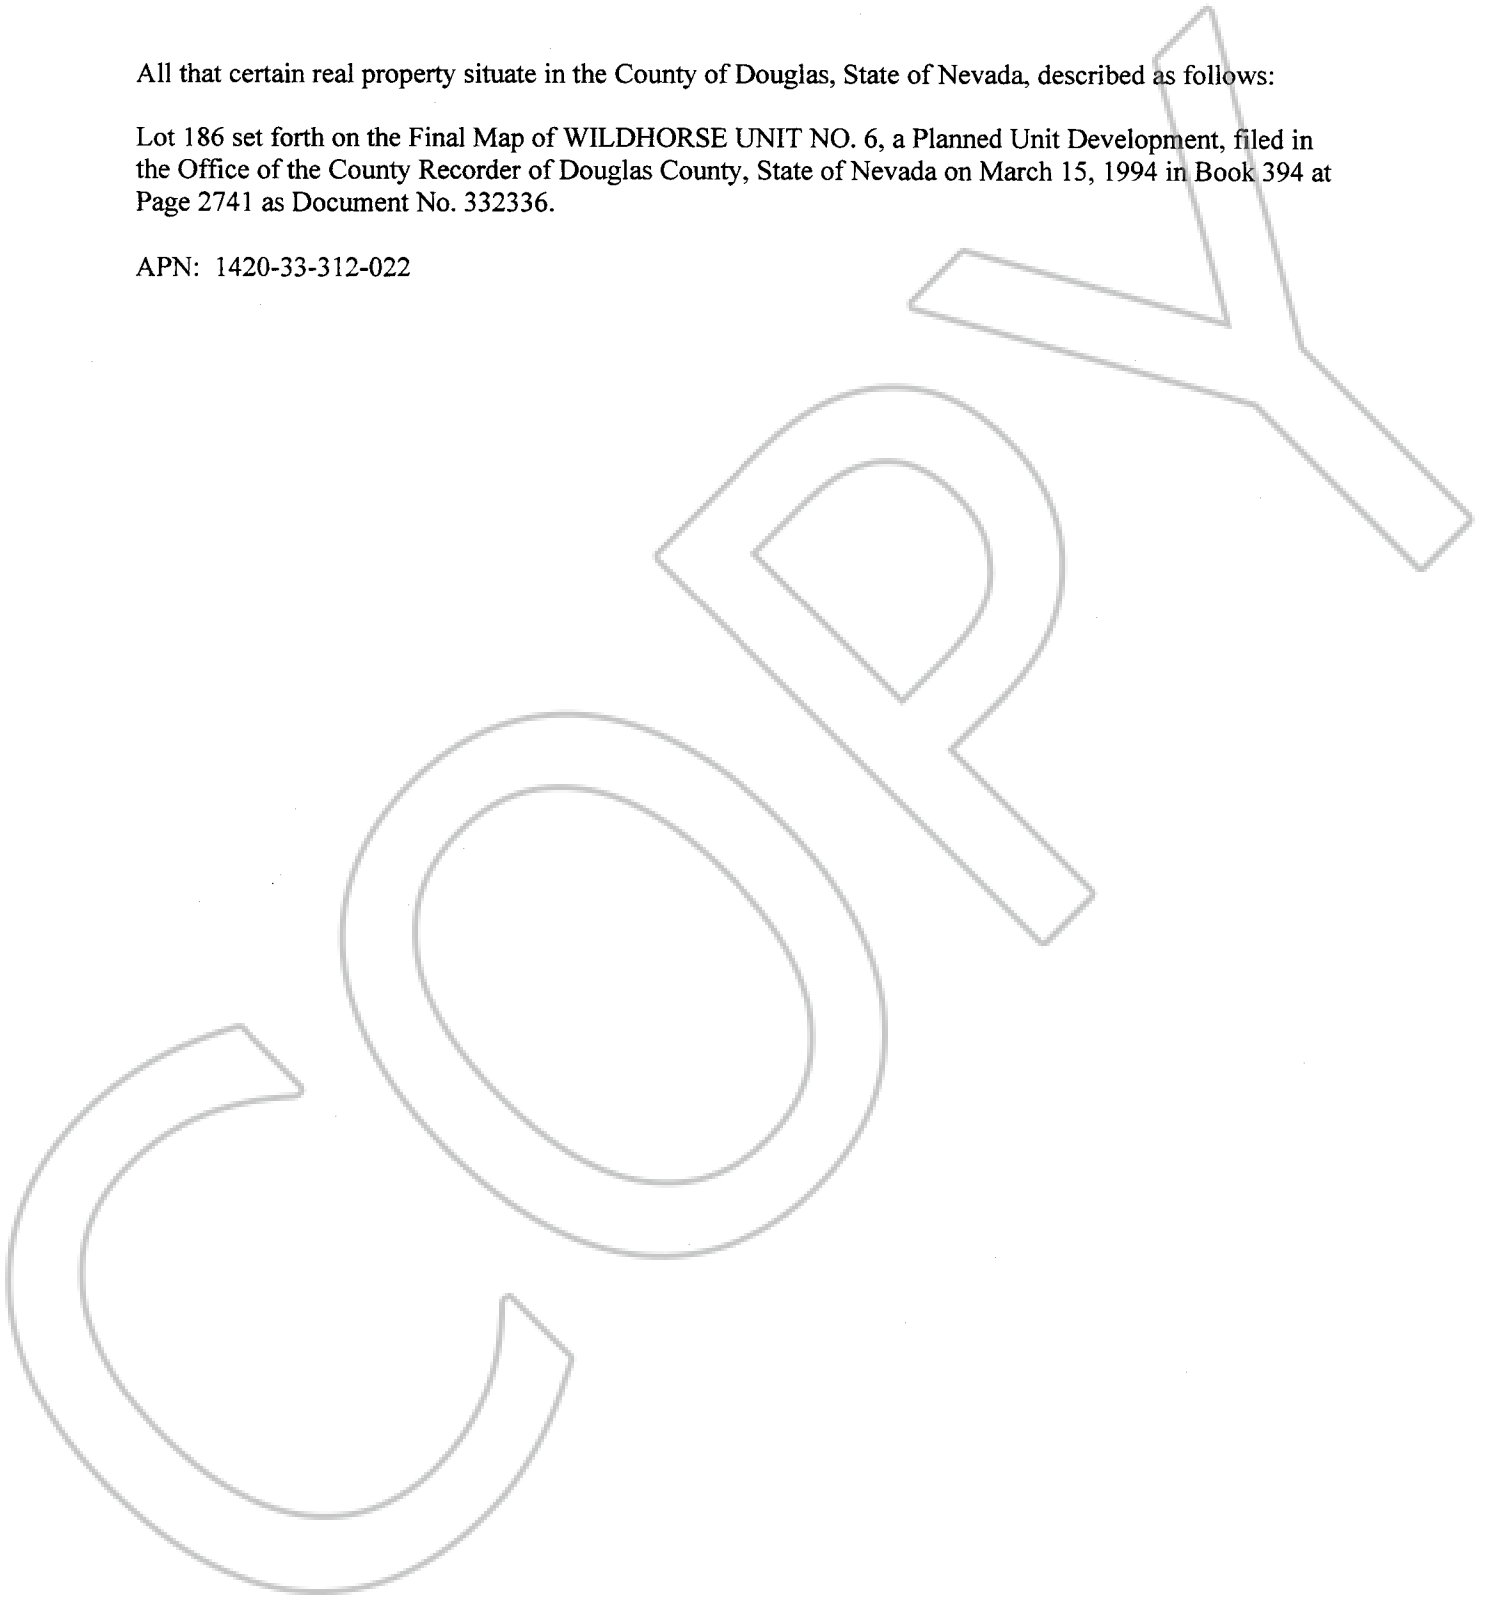 All that certain real property situate in the County of Douglas, State of Nevada, described as follows:
Lot 186 set forth on the Final Map of WILDHORSE UNIT NO. 6, a Planned Unit Development, filed in
the Office of the County Recorder of Douglas County, State of Nevada on March 15, 1994 in Book 394 at
Page 2741 as Document No. 332336.
APN: 1420-33-312-022
COPY